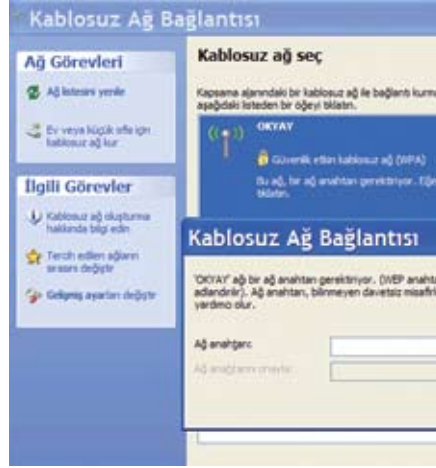 Kablosuz Ağ Bağlantısı
Ağ Görevleri
Ağ listesini yenile
Ev veya küçük ofis için
kablosuz ağ kur
İlgili Görevler
Kablosuz ağ oluşturma
hakkında bilgi edin
Tercih edilen ağların
sırasını değiştir
Gelişmiş ayarları değiştir
Kablosuz ağ seç
Kapsama alanındaki bir kablosuz ağ ile bağlantı kurma
aşağıdaki listeden bir öğeyi tıklatın.
OKYAY
Güvenlik etkin kablosuz ağ (WPA)
Bu ağ, bir ağ anahtarı gerektiriyor. Eğe
tıklatın.
Kablosuz Ağ Bağlantısı
'OKYAY' ağı bir ağ anahtarı gerektiriyor. (WEP anahta
adlandırılır). Ağ anahtarı, bilinmeyen davetsiz misafirl
yardımcı olur.
Ağ anahtarı:
Ağ anahtarını onayla: